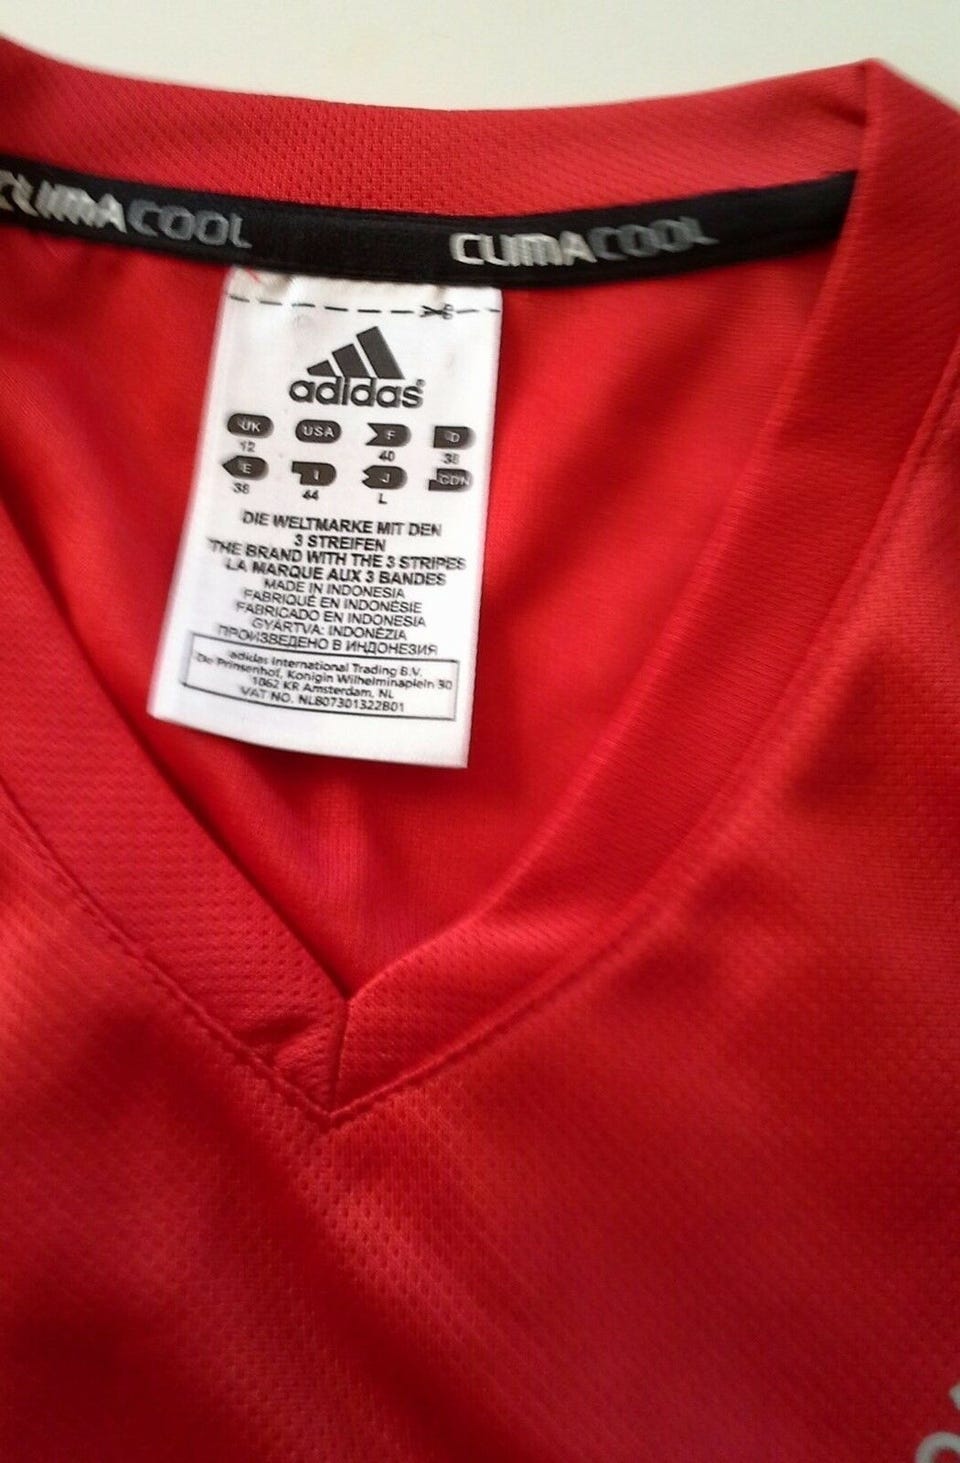 CLIMACOOL
CLIMACOOL
adidas
UK USA F D
12 40 38
E I J CDN
38 44 L
DIE WELTMARKE MIT DEN
3 STREIFEN
THE BRAND WITH THE 3 STRIPES
LA MARQUE AUX 3 BANDES
MADE IN INDONESIA
FABRIQUÉ EN INDONÉSIE
FABRICADO EN INDONESIA
GYÁRTVA: INDONÉZIA
ПРОИЗВЕДЕНО В ИНДОНЕЗИЯ
adidas International Trading B.V.
De Prinsenhof, Konigin Wilhelminaplein 30
1062 KR Amsterdam, NL
VAT NO. NL807301322B01